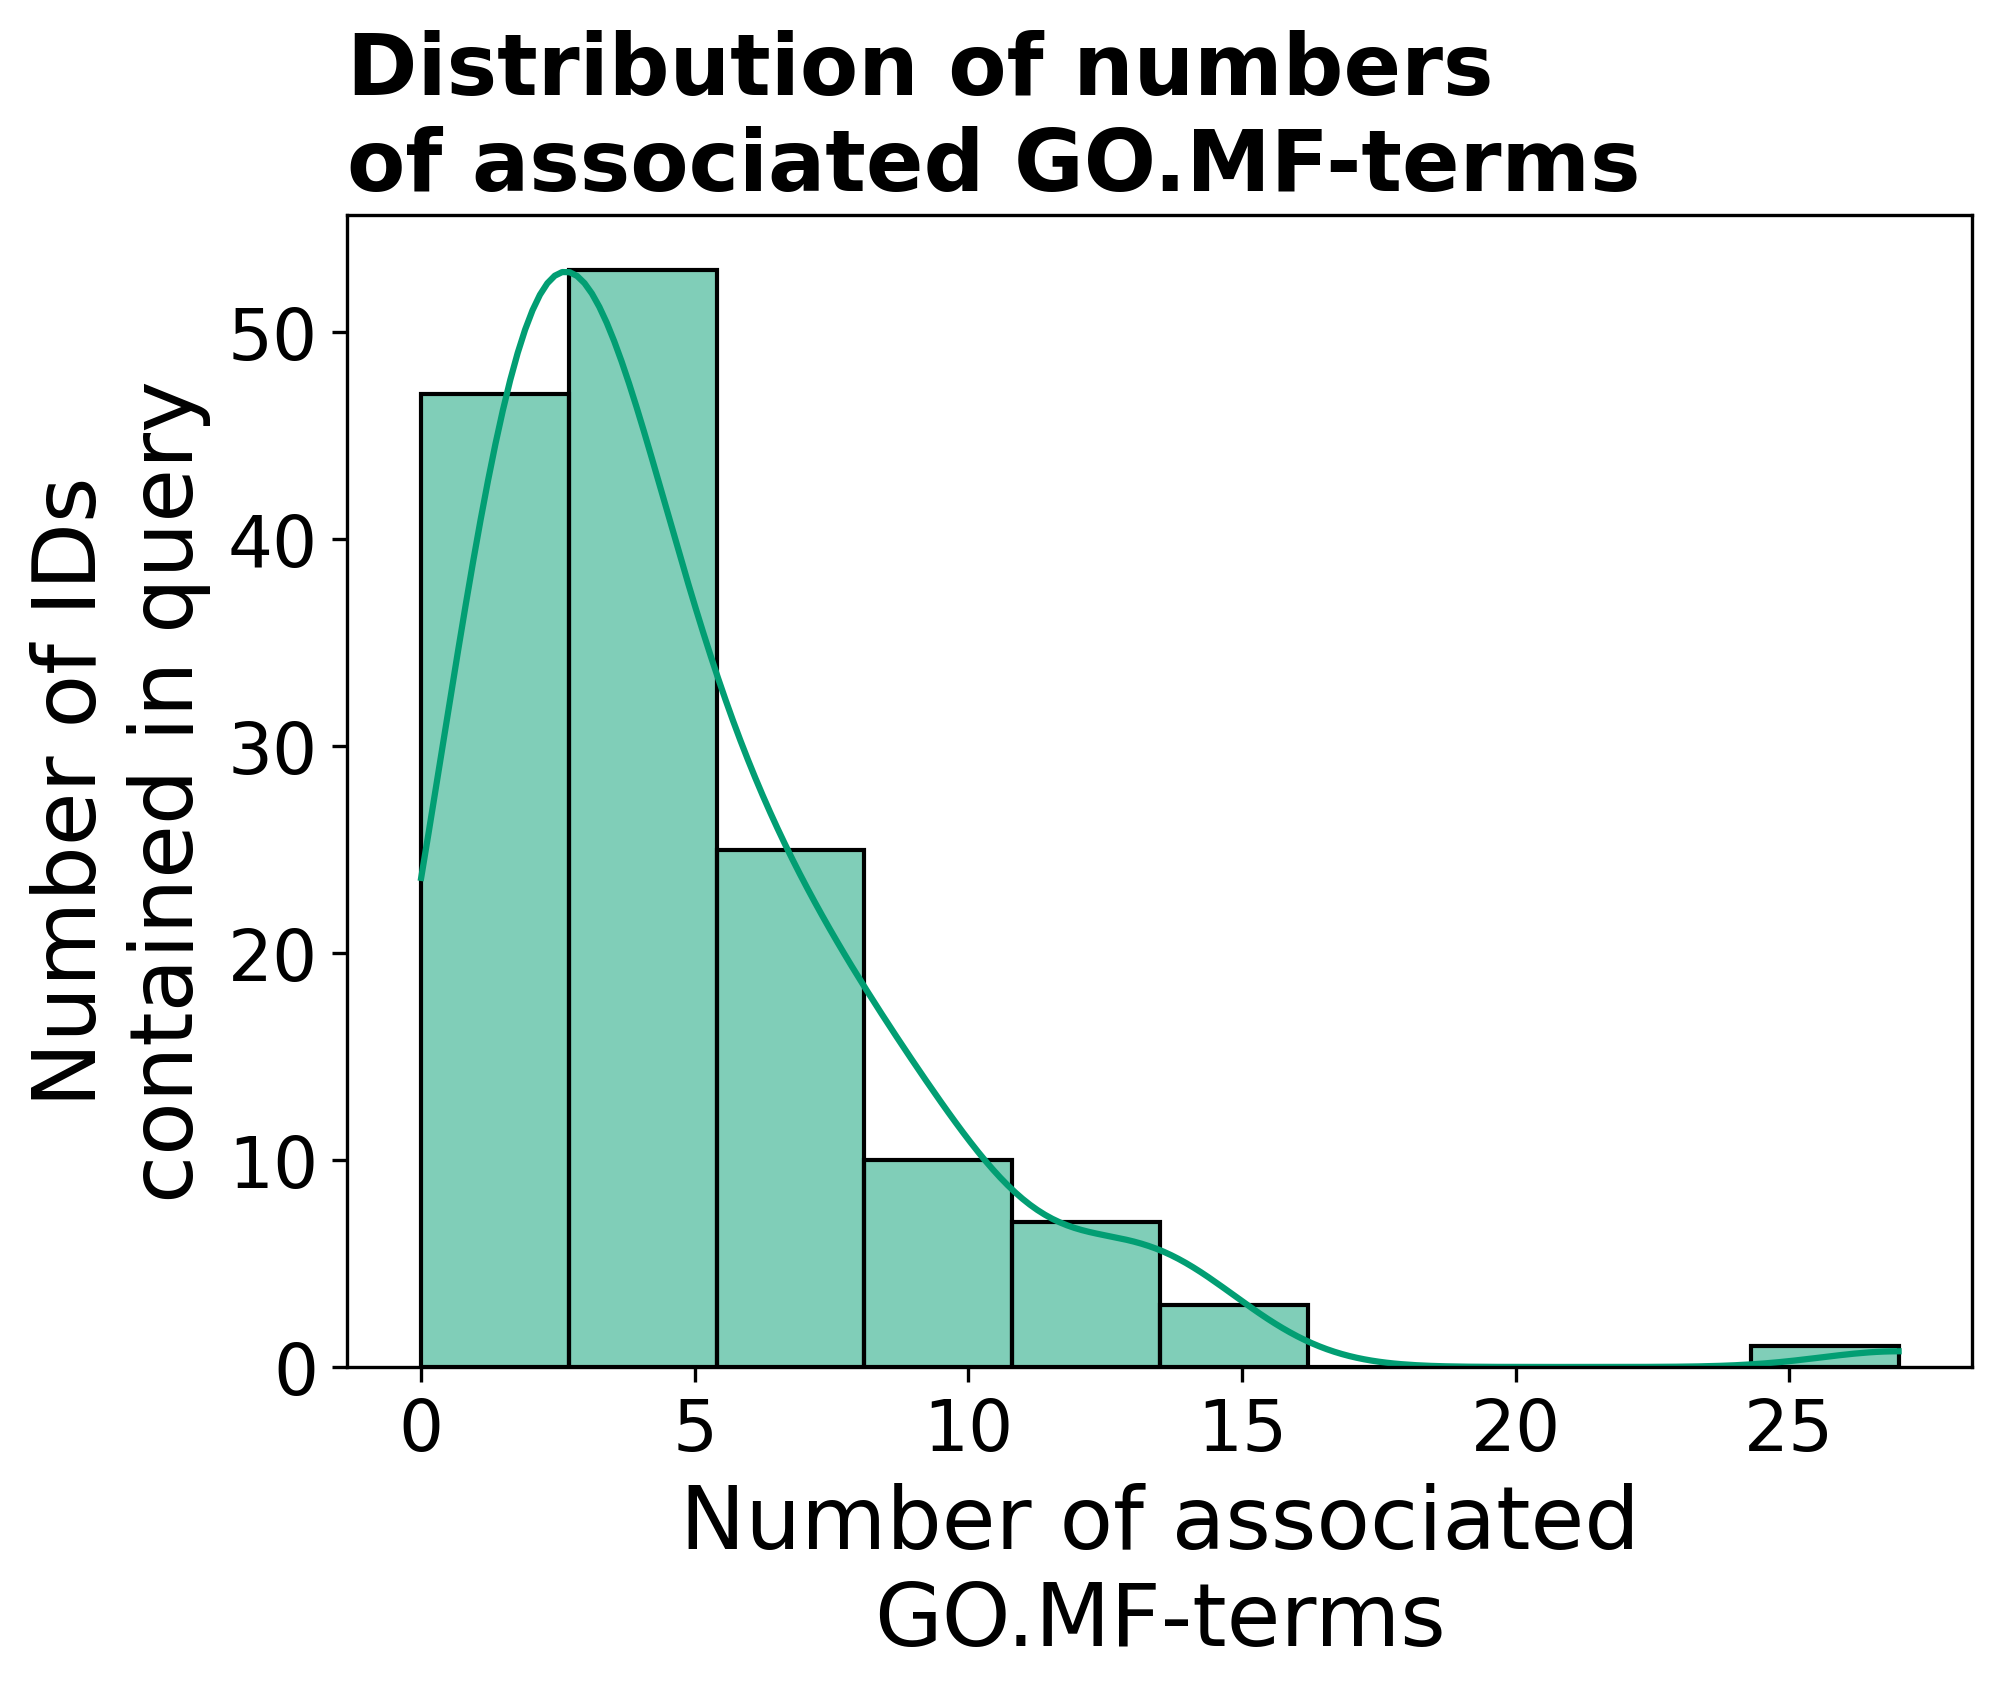 Distribution of numbers
of associated GO.MF-terms
Number of IDs
contained in query
50
40
30
20
10
0
0 5 10 15 20 25
Number of associated
GO.MF-terms